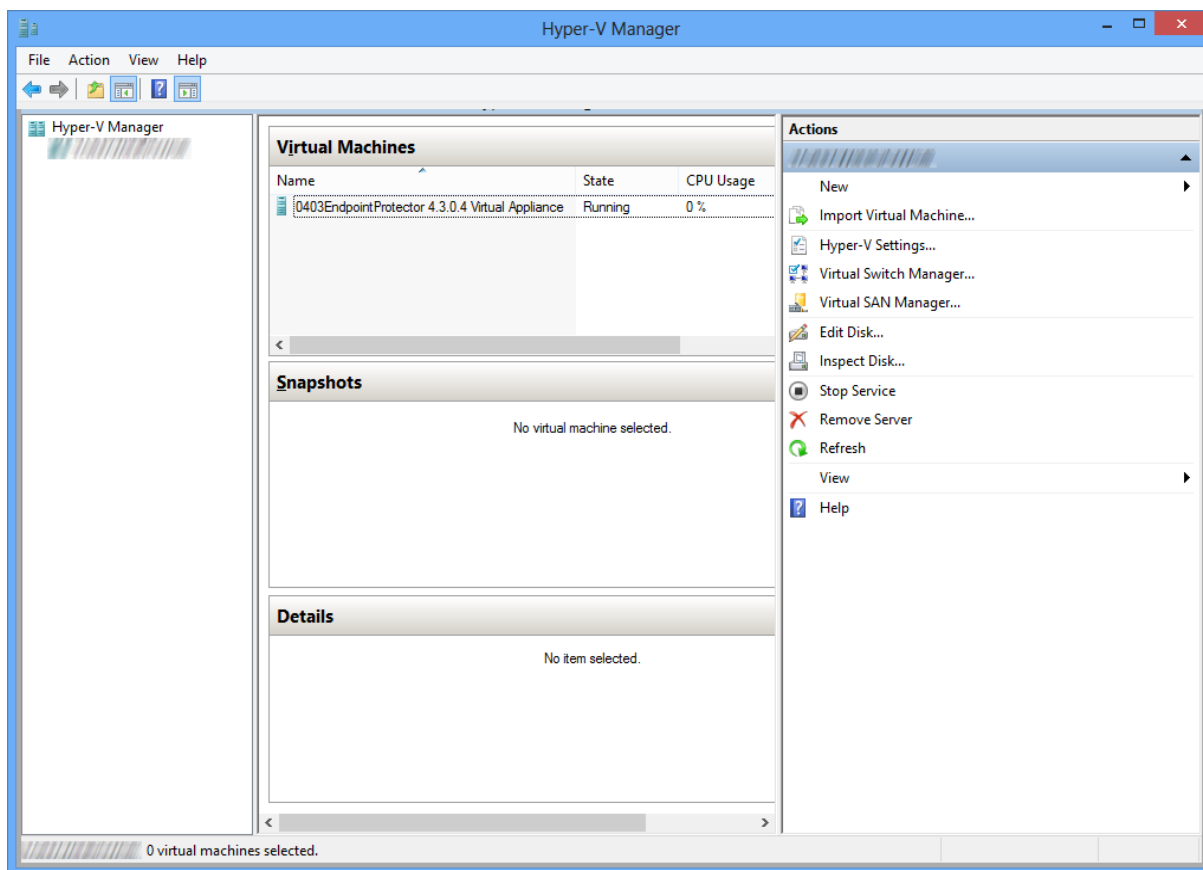 Hyper-V Manager
File Action View Help
Hyper-V Manager
Virtual Machines
Name State CPU Usage
0403EndpointProtector 4.3.0.4 Virtual Appliance Running 0 %
Snapshots
No virtual machine selected.
Details
No item selected.
Actions
New
Import Virtual Machine...
Hyper-V Settings...
Virtual Switch Manager...
Virtual SAN Manager...
Edit Disk...
Inspect Disk...
Stop Service
Remove Server
Refresh
View
Help
0 virtual machines selected.